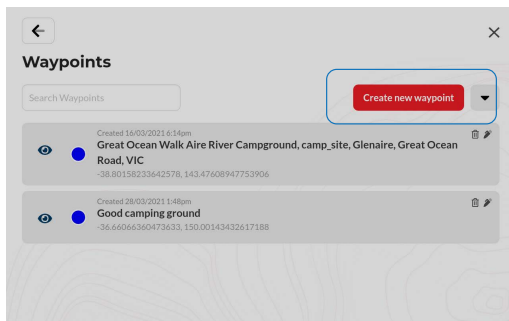 Waypoints
Search Waypoints
Create new waypoint
Created 16/03/2021 6:14pm
Great Ocean Walk Aire River Campground, camp_site, Glenaire, Great Ocean
Road, VIC
-38.80158233642578, 143.47608947753906
Created 28/03/2021 1:48pm
Good camping ground
-36.66066360473633, 150.00143432617188